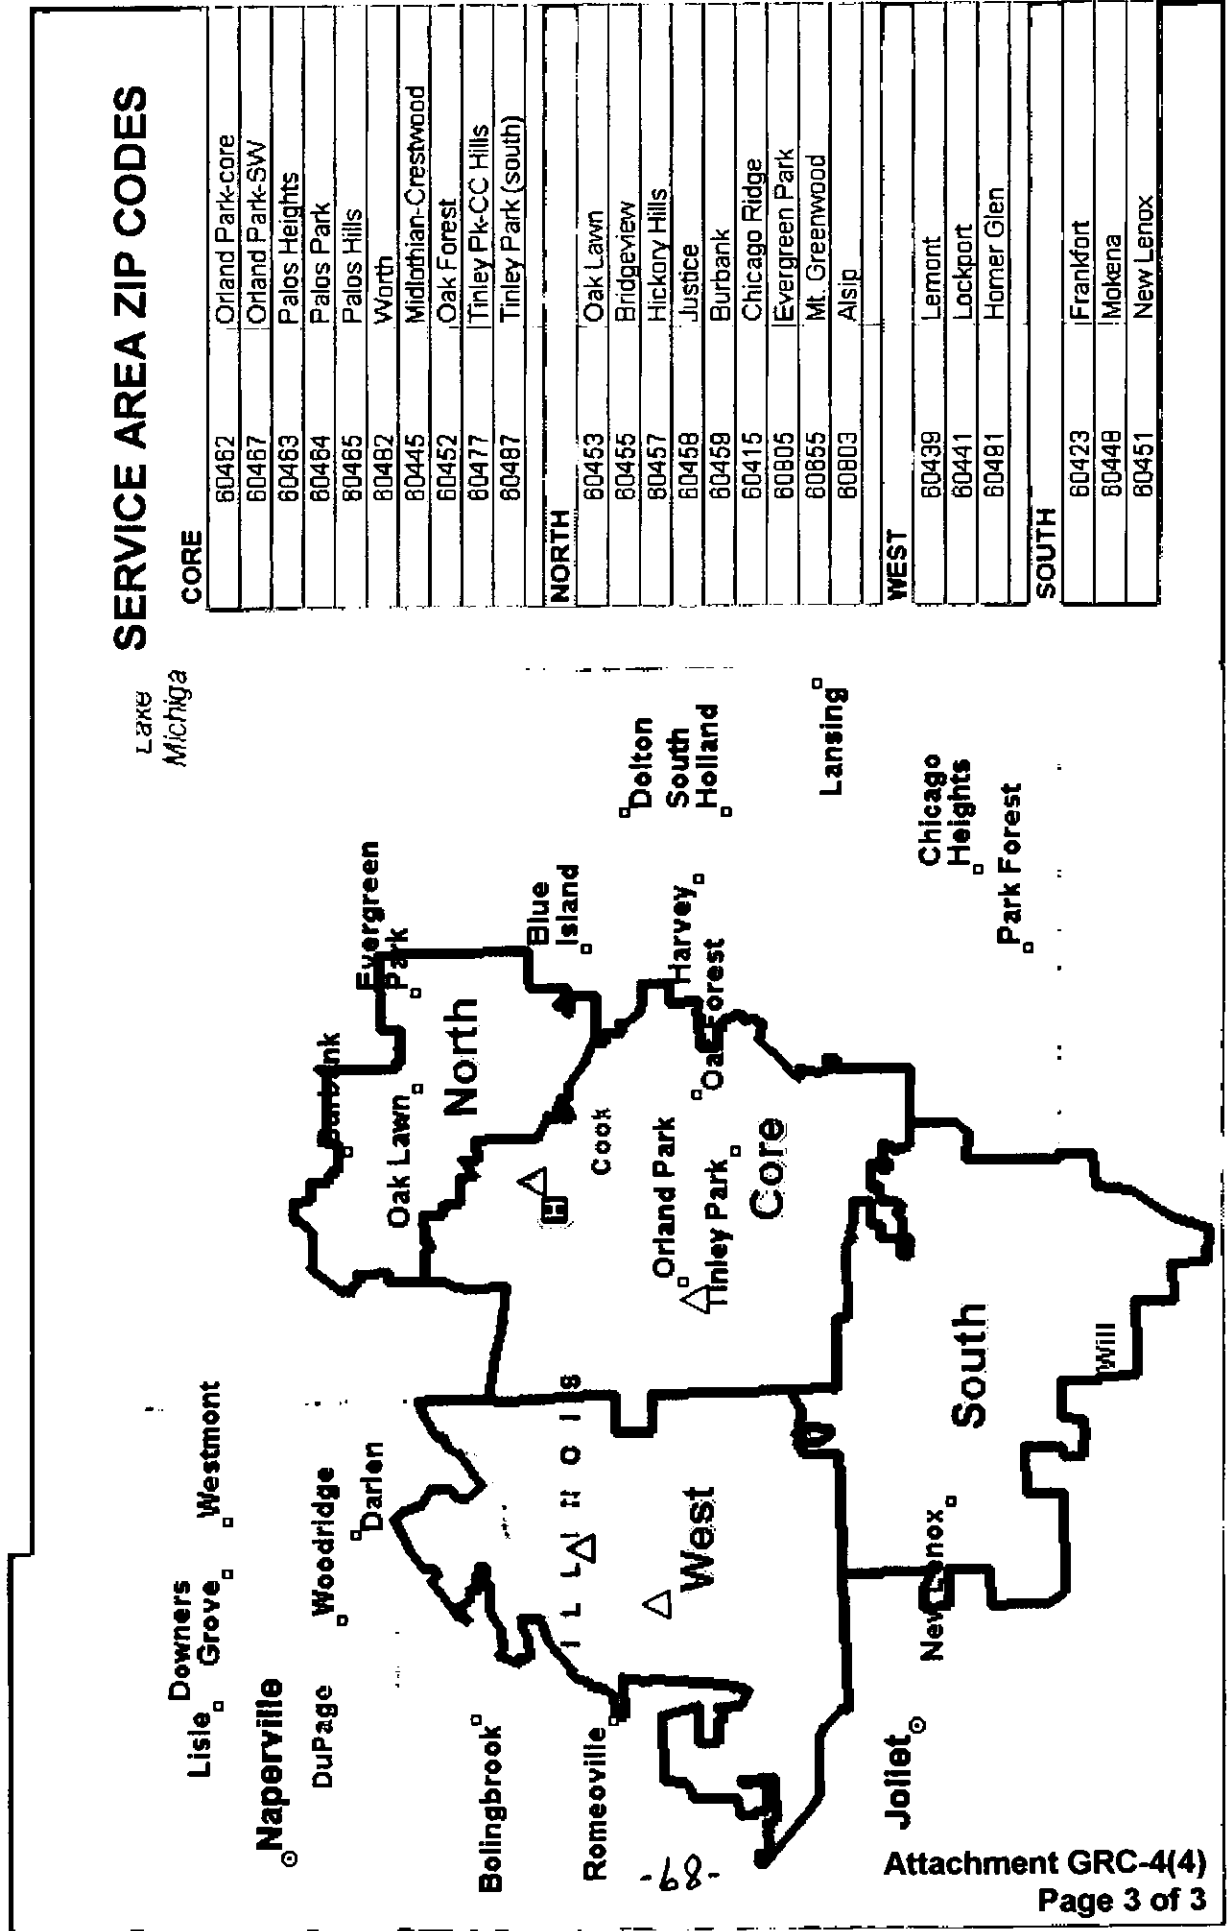 SERVICE AREA ZIP CODES
CORE
60462 Orland Park-core
60467 Orland Park-SW
60463 Palos Heights
60464 Palos Park
60465 Palos Hills
60482 Worth
60445 Midlothian-Crestwood
60452 Oak Forest
60477 Tinley Pk-CC Hills
60487 Tinley Park (south)
NORTH
60453 Oak Lawn
60455 Bridgeview
60457 Hickory Hills
60458 Justice
60459 Burbank
60415 Chicago Ridge
60805 Evergreen Park
60655 Mt. Greenwood
60803 Alsip
WEST
60439 Lemont
60441 Lockport
60491 Homer Glen
SOUTH
60423 Frankfort
60448 Mokena
60451 New Lenox
Lake
Michiga
Lisle
Downers
Grove
Westmont
Naperville
DuPage
Woodridge
Darien
Burbank
Evergreen
Park
Oak Lawn
North
Bolingbrook
Blue
Island
ILLINOIS
H
Cook
Romeoville
West
Orland Park
Tinley Park
Oak Forest
Harvey
Dolton
South
Holland
Core
Lansing
Joliet
New Lenox
South
Chicago
Heights
Park Forest
Will
-89-
Attachment GRC-4(4)
Page 3 of 3